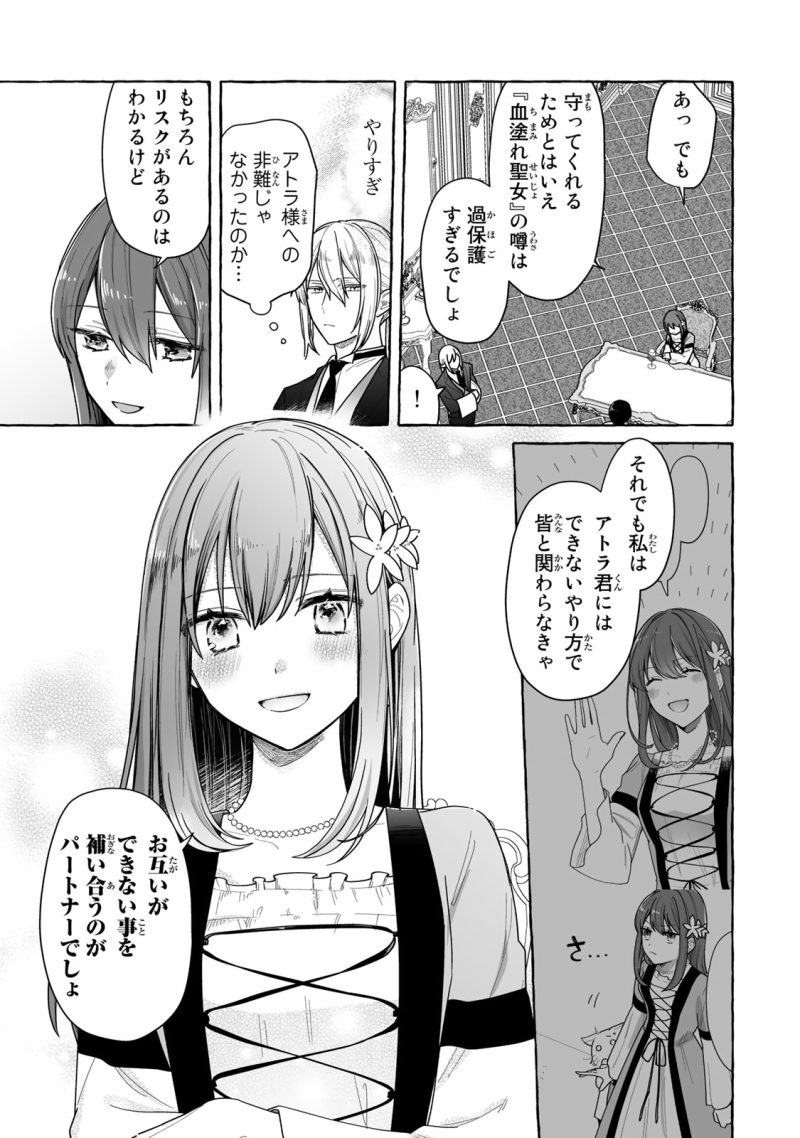 あっ でも
守ってくれる
ためとはいえ
『血塗れ聖女』の噂は
過保護
すぎるでしょ
！
やりすぎ
アトラ様への
非難じゃ
なかったのか…
もちろん
リスクがあるのは
わかるけど
それでも私は
アトラ君には
できないやり方で
皆と関わらなきゃ
さ…
お互いが
できない事を
補い合うのが
パートナーでしょ